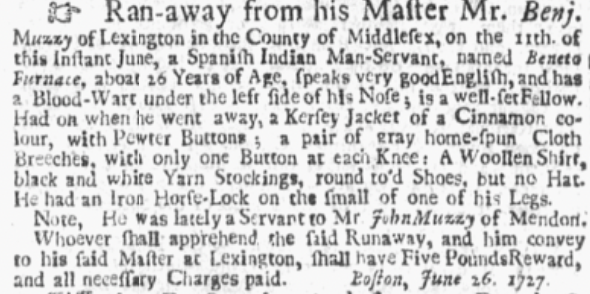 ☞ Ran-away from his Maſter Mr. Benj.
Muzzy of Lexington in the County of Middleſex, on the 11th. of
this Inſtant June, a Spaniſh Indian Man-Servant, named Beneto
Furnace, about 26 Years of Age, ſpeaks very good Engliſh, and has
a Blood-Wart under the left ſide of his Noſe; is a well-ſet Fellow.
Had on when he went away, a Kerſey Jacket of a Cinnamon co-
lour, with Pewter Buttons; a pair of gray home-ſpun Cloth
Breeches, with only one Button at each Knee: A Woollen Shirt,
black and white Yarn Stockings, round to'd Shoes, but no Hat.
He had an Iron Horſe-Lock on the ſmall of one of his Legs.
Note, He was lately a Servant to Mr John Muzzy of Mendon.
Whoever ſhall apprehend the ſaid Runaway, and him convey
to his ſaid Maſter at Lexington, ſhall have Five Pounds Reward,
and all neceſſary Charges paid. Boſton, June 26. 1727.